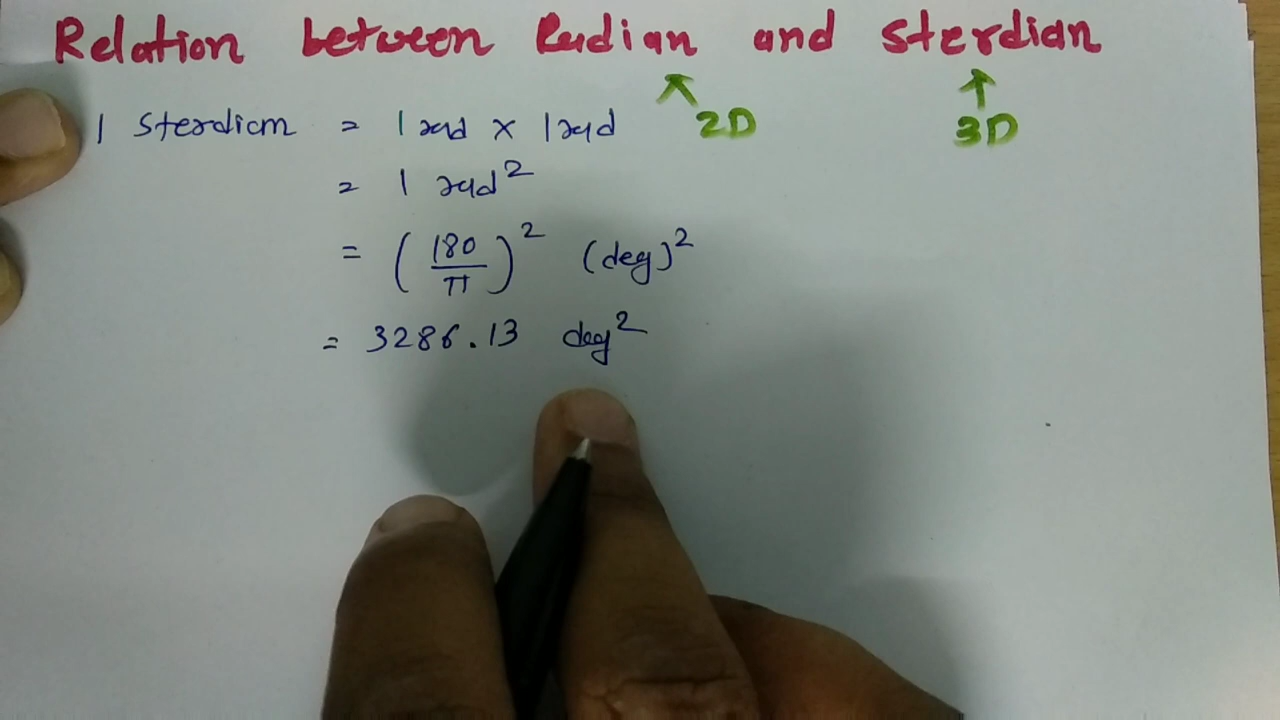 Relation between Radian and sterdian
2D
3D
1 sterdian = 1 rad × 1 rad
= 1 rad²
= (180/π)² (deg)²
= 3286.13 deg²